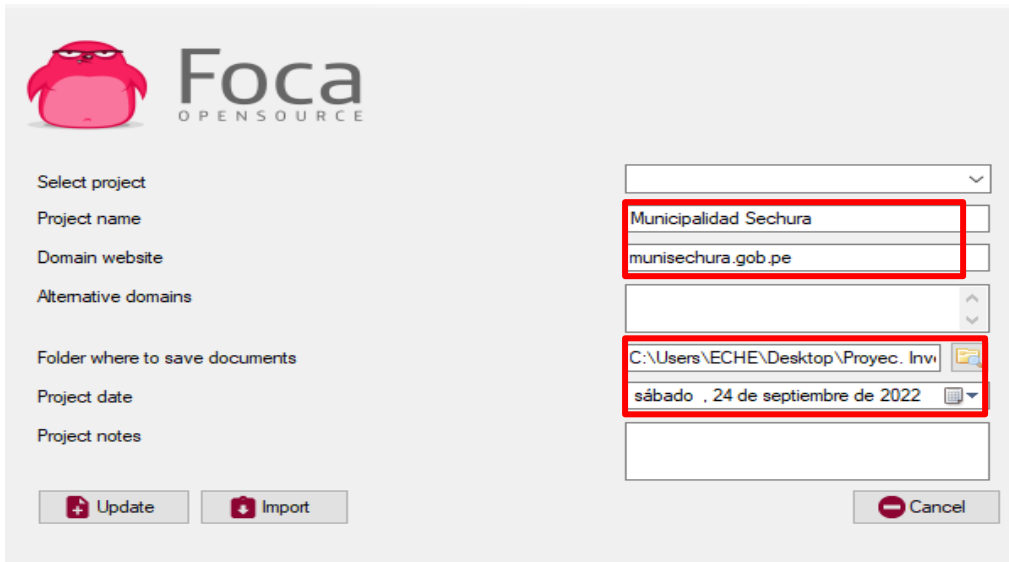 Foca
OPENSOURCE
Select project
Project name Municipalidad Sechura
Domain website munisechura.gob.pe
Alternative domains
Folder where to save documents C:\Users\ECHE\Desktop\Proyec. Inv
Project date sábado , 24 de septiembre de 2022
Project notes
Update Import Cancel